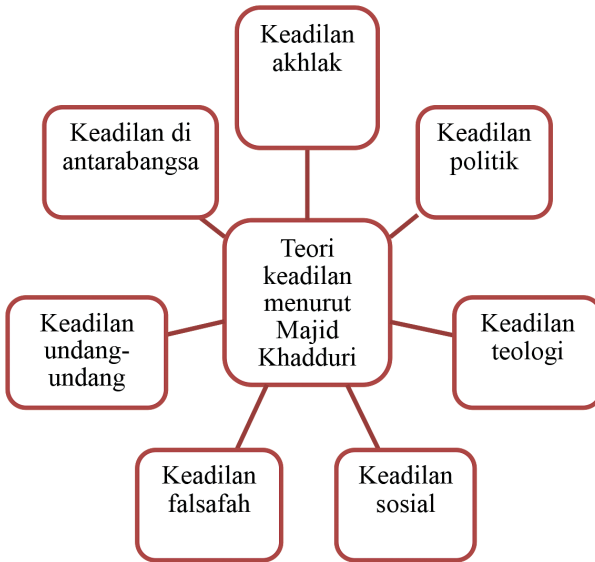 Keadilan
akhlak
Keadilan di
antarabangsa
Keadilan
politik
Teori
keadilan
menurut
Majid
Khadduri
Keadilan
undang-
undang
Keadilan
teologi
Keadilan
falsafah
Keadilan
sosial